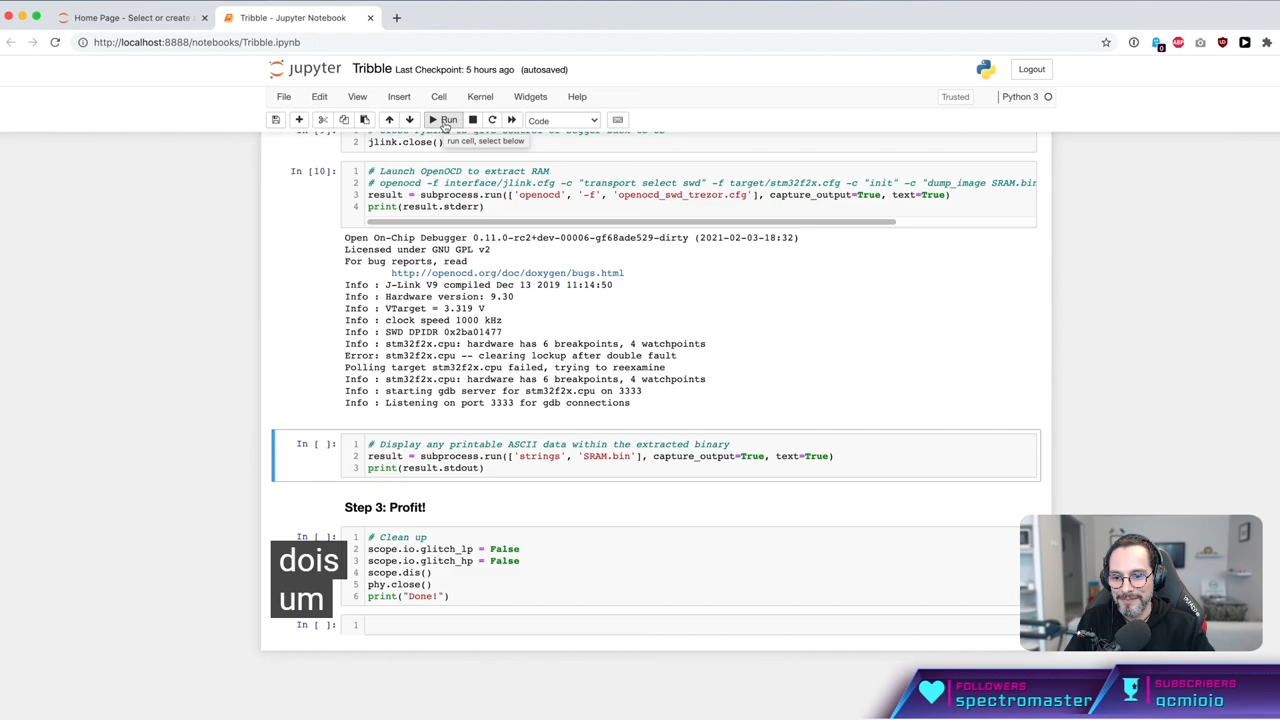 Home Page - Select or create a
Tribble - Jupyter Notebook
http://localhost:8888/notebooks/Tribble.ipynb
jupyter Tribble Last Checkpoint: 5 hours ago (autosaved)
Logout
File Edit View Insert Cell Kernel Widgets Help
Trusted
Python 3
Run
Code
run cell, select below
2 jlink.close()
In [10]:
1 # Launch OpenOCD to extract RAM
2 # openocd -f interface/jlink.cfg -c "transport select swd" -f target/stm32f2x.cfg -c "init" -c "dump_image SRAM.bin
3 result = subprocess.run(['openocd', '-f', 'openocd_swd_trezor.cfg'], capture_output=True, text=True)
4 print(result.stderr)
Open On-Chip Debugger 0.11.0-rc2+dev-00006-gf68ade529-dirty (2021-02-03-18:32)
Licensed under GNU GPL v2
For bug reports, read
http://openocd.org/doc/doxygen/bugs.html
Info : J-Link V9 compiled Dec 13 2019 11:14:50
Info : Hardware version: 9.30
Info : VTarget = 3.319 V
Info : clock speed 1000 kHz
Info : SWD DPIDR 0x2ba01477
Info : stm32f2x.cpu: hardware has 6 breakpoints, 4 watchpoints
Error: stm32f2x.cpu -- clearing lockup after double fault
Polling target stm32f2x.cpu failed, trying to reexamine
Info : stm32f2x.cpu: hardware has 6 breakpoints, 4 watchpoints
Info : starting gdb server for stm32f2x.cpu on 3333
Info : Listening on port 3333 for gdb connections
In [ ]:
1 # Display any printable ASCII data within the extracted binary
2 result = subprocess.run(['strings', 'SRAM.bin'], capture_output=True, text=True)
3 print(result.stdout)
Step 3: Profit!
In [ ]:
1 # Clean up
2 scope.io.glitch_lp = False
3 scope.io.glitch_hp = False
4 scope.dis()
5 phy.close()
6 print("Done!")
dois
um
In [ ]:
1
FOLLOWERS
spectromaster
SUBSCRIBERS
qcmioio